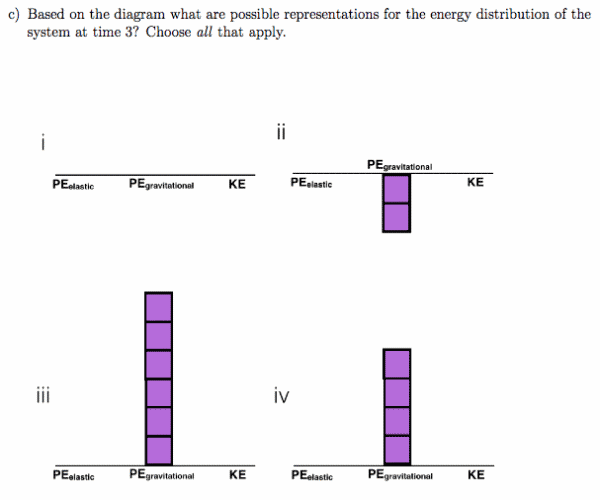 c) Based on the diagram what are possible representations for the energy distribution of the
system at time 3? Choose all that apply.
i
ii
PEelastic PEgravitational KE
PEelastic PEgravitational KE
iii
iv
PEelastic PEgravitational KE
PEelastic PEgravitational KE